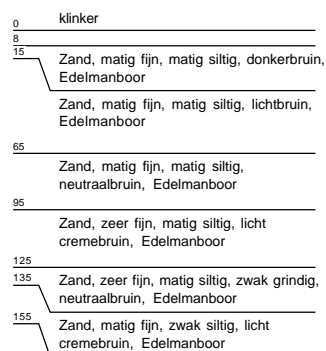 0 klinker
8
15 Zand, matig fijn, matig siltig, donkerbruin,
Edelmanboor
Zand, matig fijn, matig siltig, lichtbruin,
Edelmanboor
65
Zand, matig fijn, matig siltig,
neutraalbruin, Edelmanboor
95
Zand, zeer fijn, matig siltig, licht
cremebruin, Edelmanboor
125
135 Zand, zeer fijn, matig siltig, zwak grindig,
neutraalbruin, Edelmanboor
155 Zand, matig fijn, zwak siltig, licht
cremebruin, Edelmanboor